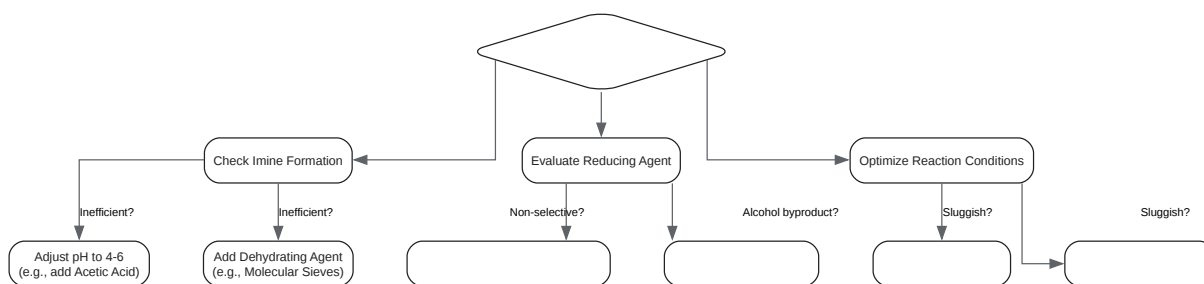 Check Imine Formation
Evaluate Reducing Agent
Optimize Reaction Conditions
Inefficient?
Inefficient?
Non-selective?
Alcohol byproduct?
Sluggish?
Sluggish?
Adjust pH to 4-6
(e.g., add Acetic Acid)
Add Dehydrating Agent
(e.g., Molecular Sieves)